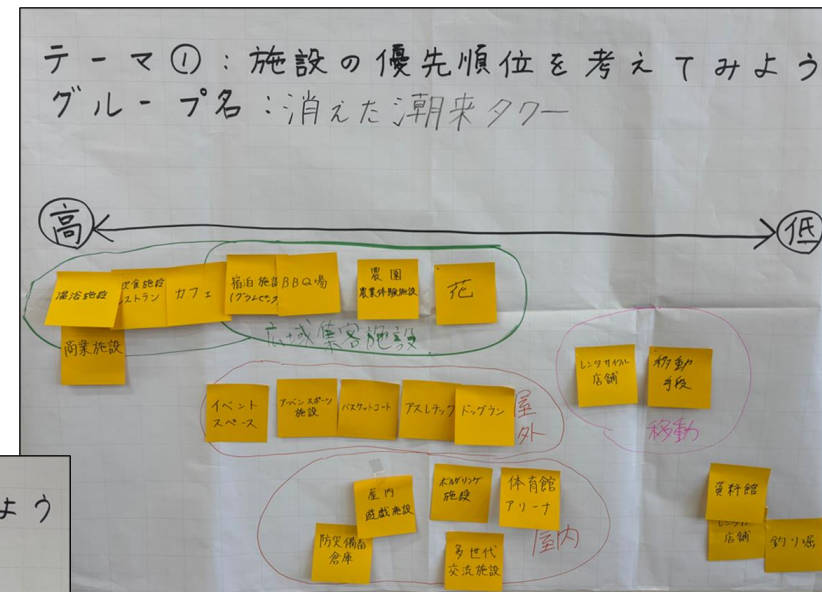 テーマ①：施設の優先順位を考えてみよう
グループ名：消えた潮来タワー
高
低
温浴施設
飲食施設
レストラン
カフェ
宿泊施設
BBQ場
農園
農業体験施設
花
商業施設
広域集客施設
レンタサイクル
店舗
移動
手段
移動
イベント
スペース
アーバンスポーツ
施設
バスケットコート
アスレチック
ドッグラン
屋外
屋内
遊戯施設
ボルダリング
施設
体育館
アリーナ
防災備蓄
倉庫
多世代
交流施設
屋内
資料館
店舗
釣り堀
よう